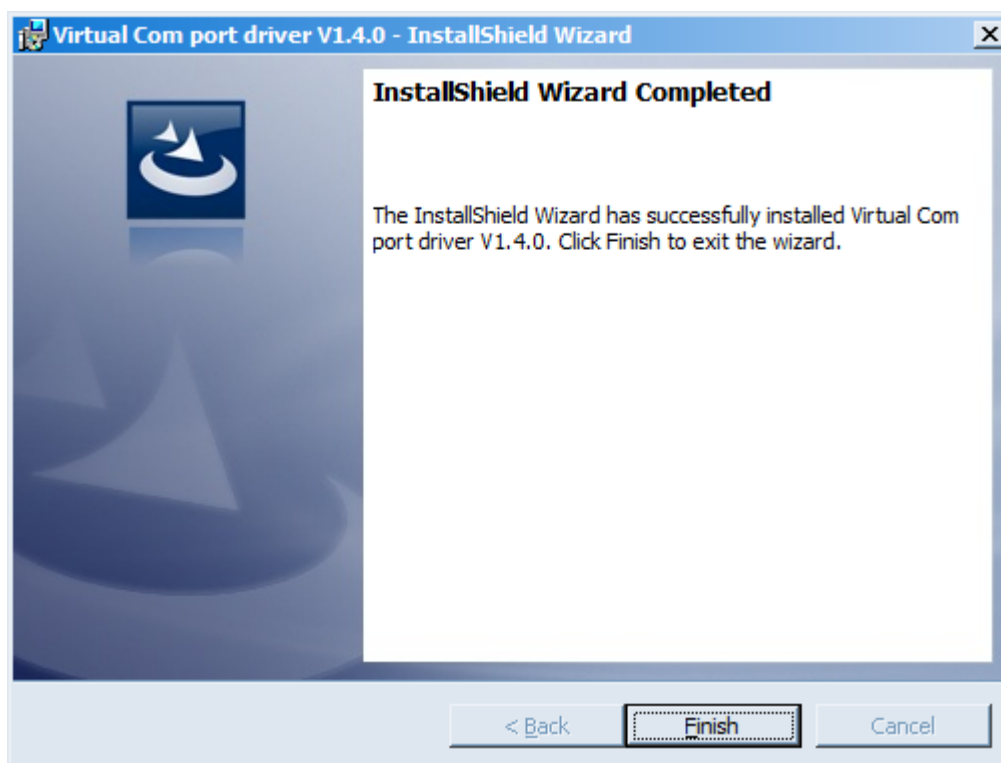 Virtual Com port driver V1.4.0 - InstallShield Wizard
InstallShield Wizard Completed
The InstallShield Wizard has successfully installed Virtual Com
port driver V1.4.0. Click Finish to exit the wizard.
< Back Finish Cancel